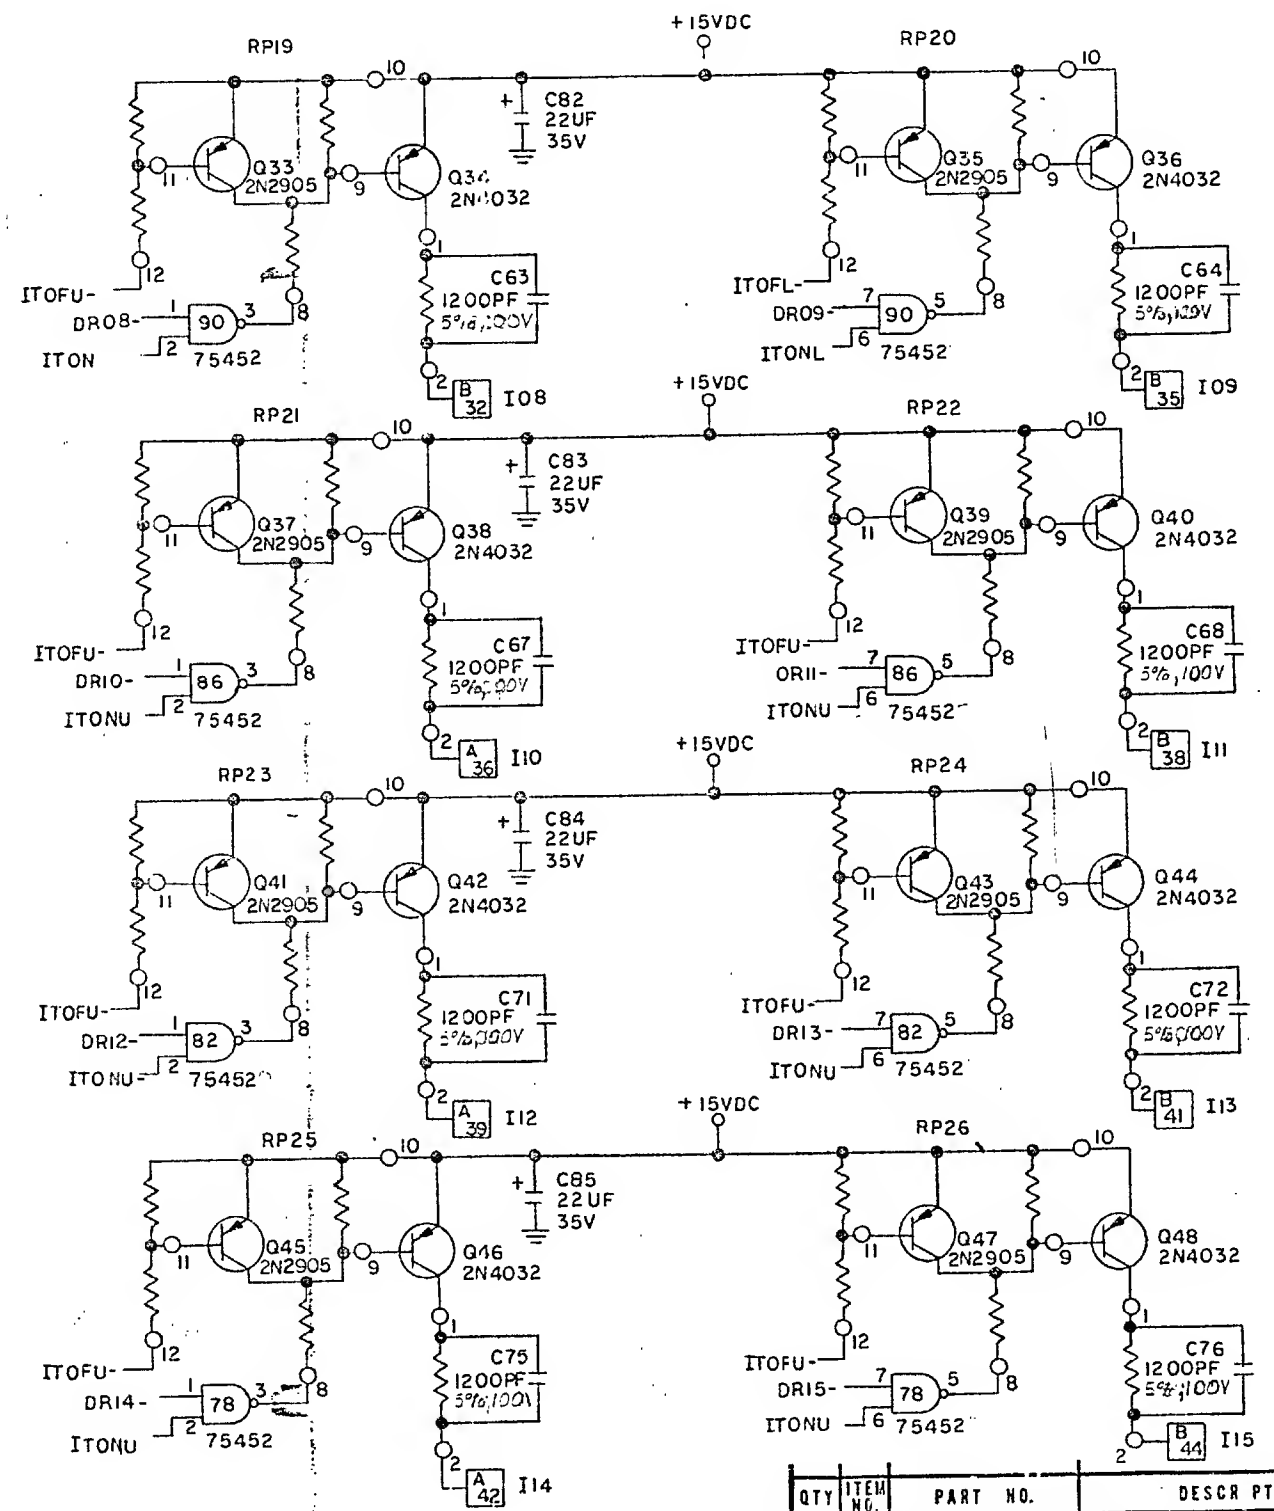 +15VDC
RP19
RP20
10
10
+
C82
22UF
35V
11
Q33
2N2905
9
Q34
2N4032
11
Q35
2N2905
9
Q36
2N4032
12
ITOFU-
1
DR08-
90
3
8
ITON
2
75452
1
C63
1200PF
2
B
32
I08
12
ITOFL-
7
DR09-
90
5
8
ITONL
6
75452
1
C64
1200PF
2
B
35
I09
+15VDC
RP21
RP22
10
10
+
C83
22UF
35V
11
Q37
2N2905
9
Q38
2N4032
11
Q39
2N2905
9
Q40
2N4032
12
ITOFU-
1
DR10-
86
3
8
ITONU
2
75452
1
C67
1200PF
2
A
36
I10
12
ITOFU-
7
OR11-
86
5
8
ITONU
6
75452
1
C68
1200PF
5%,100V
2
B
38
I11
+15VDC
RP23
RP24
10
10
+
C84
22UF
35V
11
Q41
2N2905
9
Q42
2N4032
11
Q43
2N2905
9
Q44
2N4032
12
ITOFU-
1
DR12-
82
3
8
ITONU-
2
75452
1
C71
1200PF
2
A
39
I12
12
ITOFU-
7
DR13-
82
5
8
ITONU
6
75452
1
C72
1200PF
2
B
41
I13
+15VDC
RP25
RP26
10
10
+
C85
22UF
35V
11
Q45
2N2905
9
Q46
2N4032
11
Q47
2N2905
9
Q48
2N4032
12
ITOFU-
1
DR14-
78
3
8
ITONU
2
75452
1
C75
1200PF
5%,100V
2
A
42
I14
12
ITOFU-
7
DR15-
78
5
8
ITONU
6
75452
1
C76
1200PF
5%,100V
2
B
44
I15
QTY
ITEM NO.
PART NO.
DESCR PT